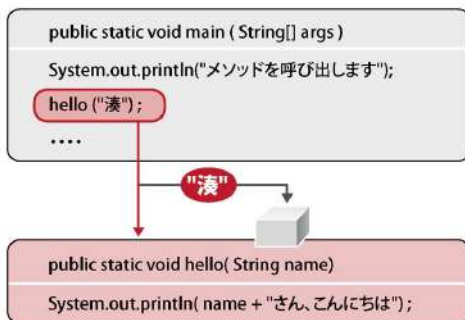 public static void main ( String[] args )
System.out.println("メソッドを呼び出します");
hello ("湊") ;
....
"湊"
public static void hello( String name)
System.out.println( name + "さん、こんにちは") ;